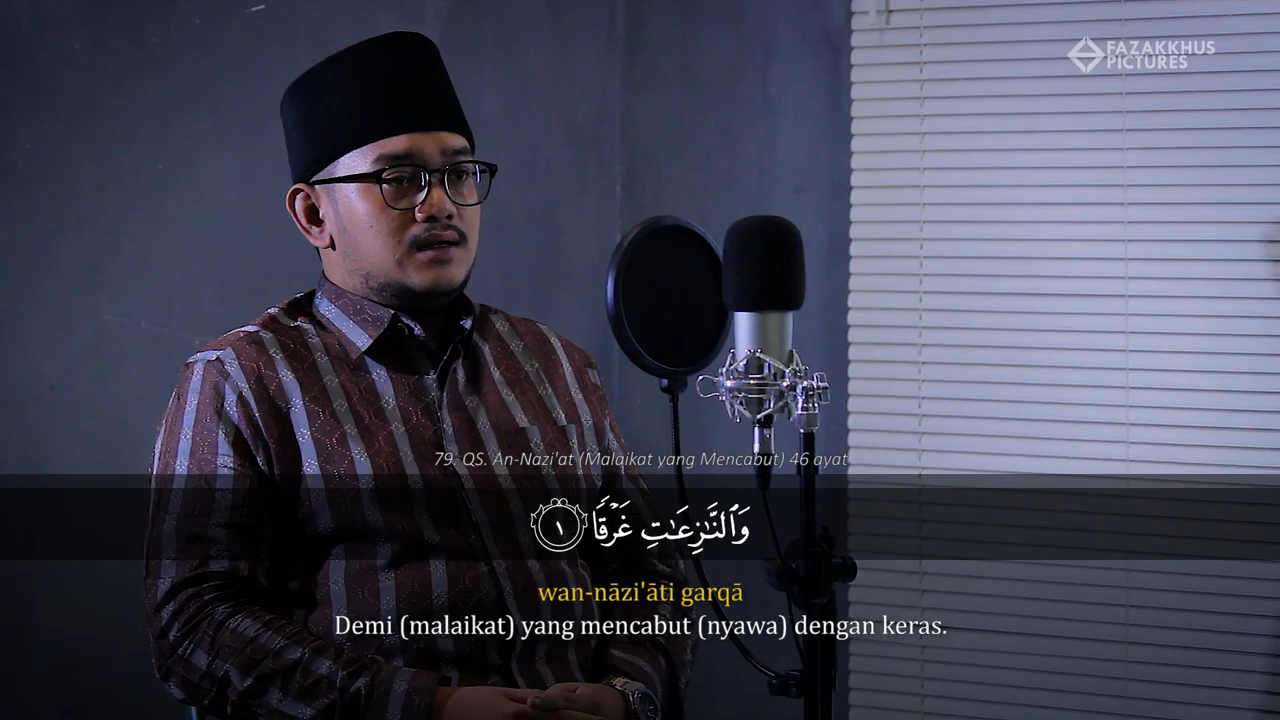 FAZAKKHUS
PICTURES
79. QS. An-Nazi'at (Malaikat yang Mencabut) 46 ayat
وَٱلنَّـٰزِعَـٰتِ غَرْقًا ١
wan-nāzi'āti garqā
Demi (malaikat) yang mencabut (nyawa) dengan keras.